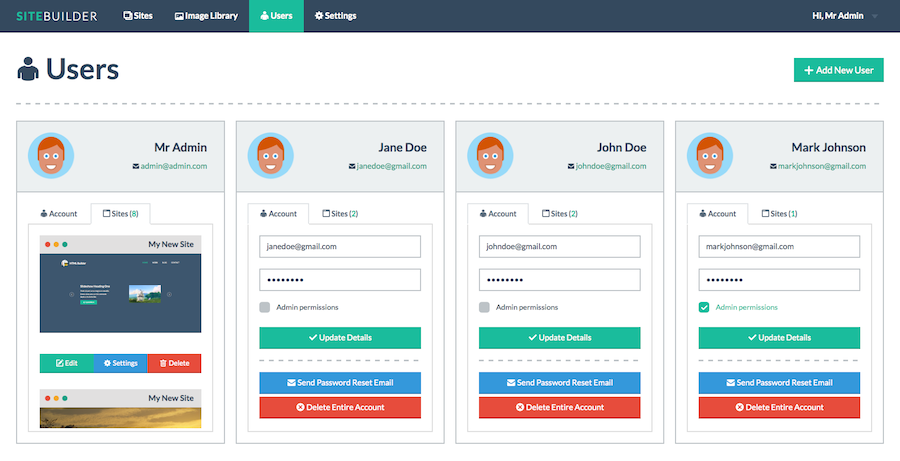 SITEBUILDER Sites Image Library Users Settings Hi, Mr Admin
Users
Add New User
Mr Admin
admin@admin.com
Account Sites (8)
My New Site
Edit Settings Delete
My New Site
Jane Doe
janedoe@gmail.com
Account Sites (2)
janedoe@gmail.com
Admin permissions
Update Details
Send Password Reset Email
Delete Entire Account
John Doe
johndoe@gmail.com
Account Sites (2)
johndoe@gmail.com
Admin permissions
Update Details
Send Password Reset Email
Delete Entire Account
Mark Johnson
markjohnson@gmail.com
Account Sites (1)
markjohnson@gmail.com
Admin permissions
Update Details
Send Password Reset Email
Delete Entire Account